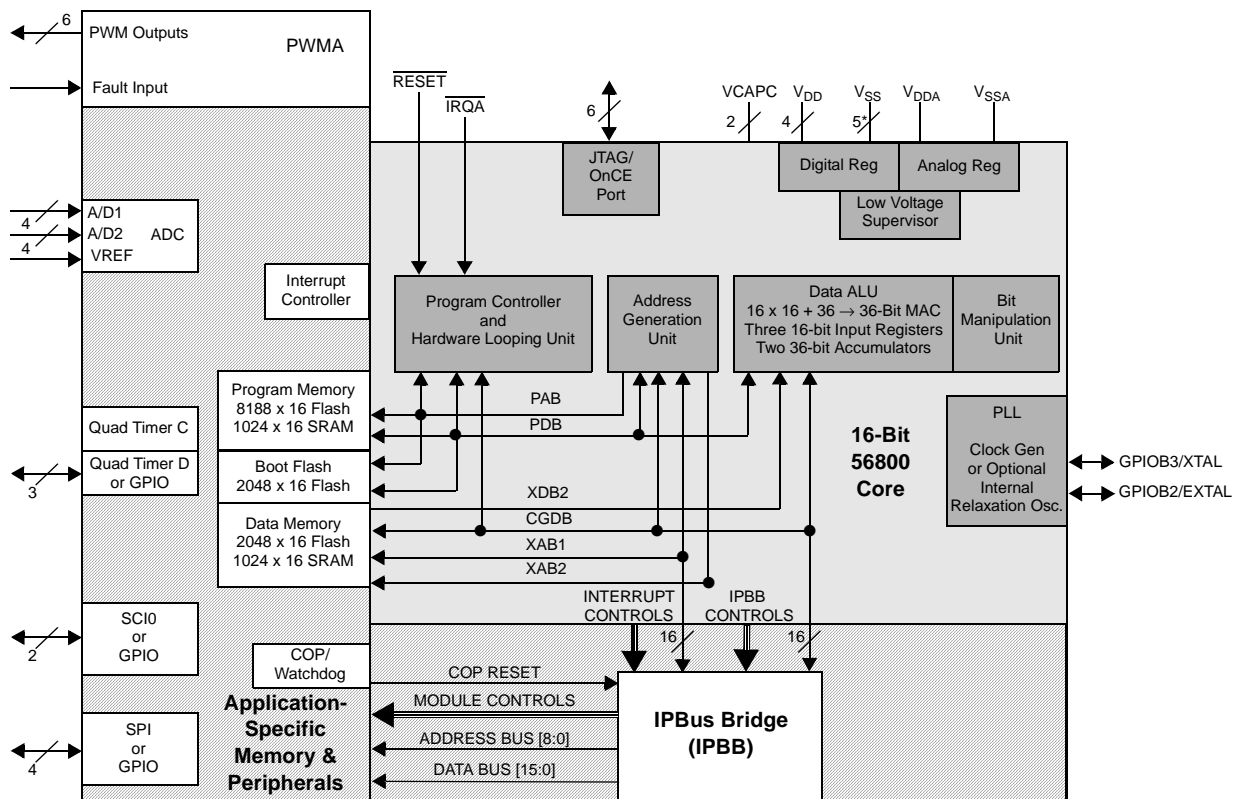 6
PWM Outputs
PWMA
Fault Input
RESET
IRQA
6
VCAPC
VDD
VSS
VDDA
VSSA
2
4
5*
JTAG/
OnCE
Port
Digital Reg
Analog Reg
Low Voltage
Supervisor
A/D1
4
A/D2
ADC
4
VREF
Interrupt
Controller
Program Controller
and
Hardware Looping Unit
Address
Generation
Unit
Data ALU
16 x 16 + 36 → 36-Bit MAC
Three 16-bit Input Registers
Two 36-bit Accumulators
Bit
Manipulation
Unit
Program Memory
8188 x 16 Flash
1024 x 16 SRAM
PAB
PDB
Quad Timer C
Quad Timer D
or GPIO
3
Boot Flash
2048 x 16 Flash
16-Bit
56800
Core
PLL
Clock Gen
or Optional
Internal
Relaxation Osc.
GPIOB3/XTAL
GPIOB2/EXTAL
XDB2
CGDB
XAB1
XAB2
Data Memory
2048 x 16 Flash
1024 x 16 SRAM
INTERRUPT
CONTROLS
IPBB
CONTROLS
16
16
SCI0
or
GPIO
2
COP/
Watchdog
COP RESET
MODULE CONTROLS
ADDRESS BUS [8:0]
DATA BUS [15:0]
IPBus Bridge
(IPBB)
Application-
Specific
Memory &
Peripherals
SPI
or
GPIO
4